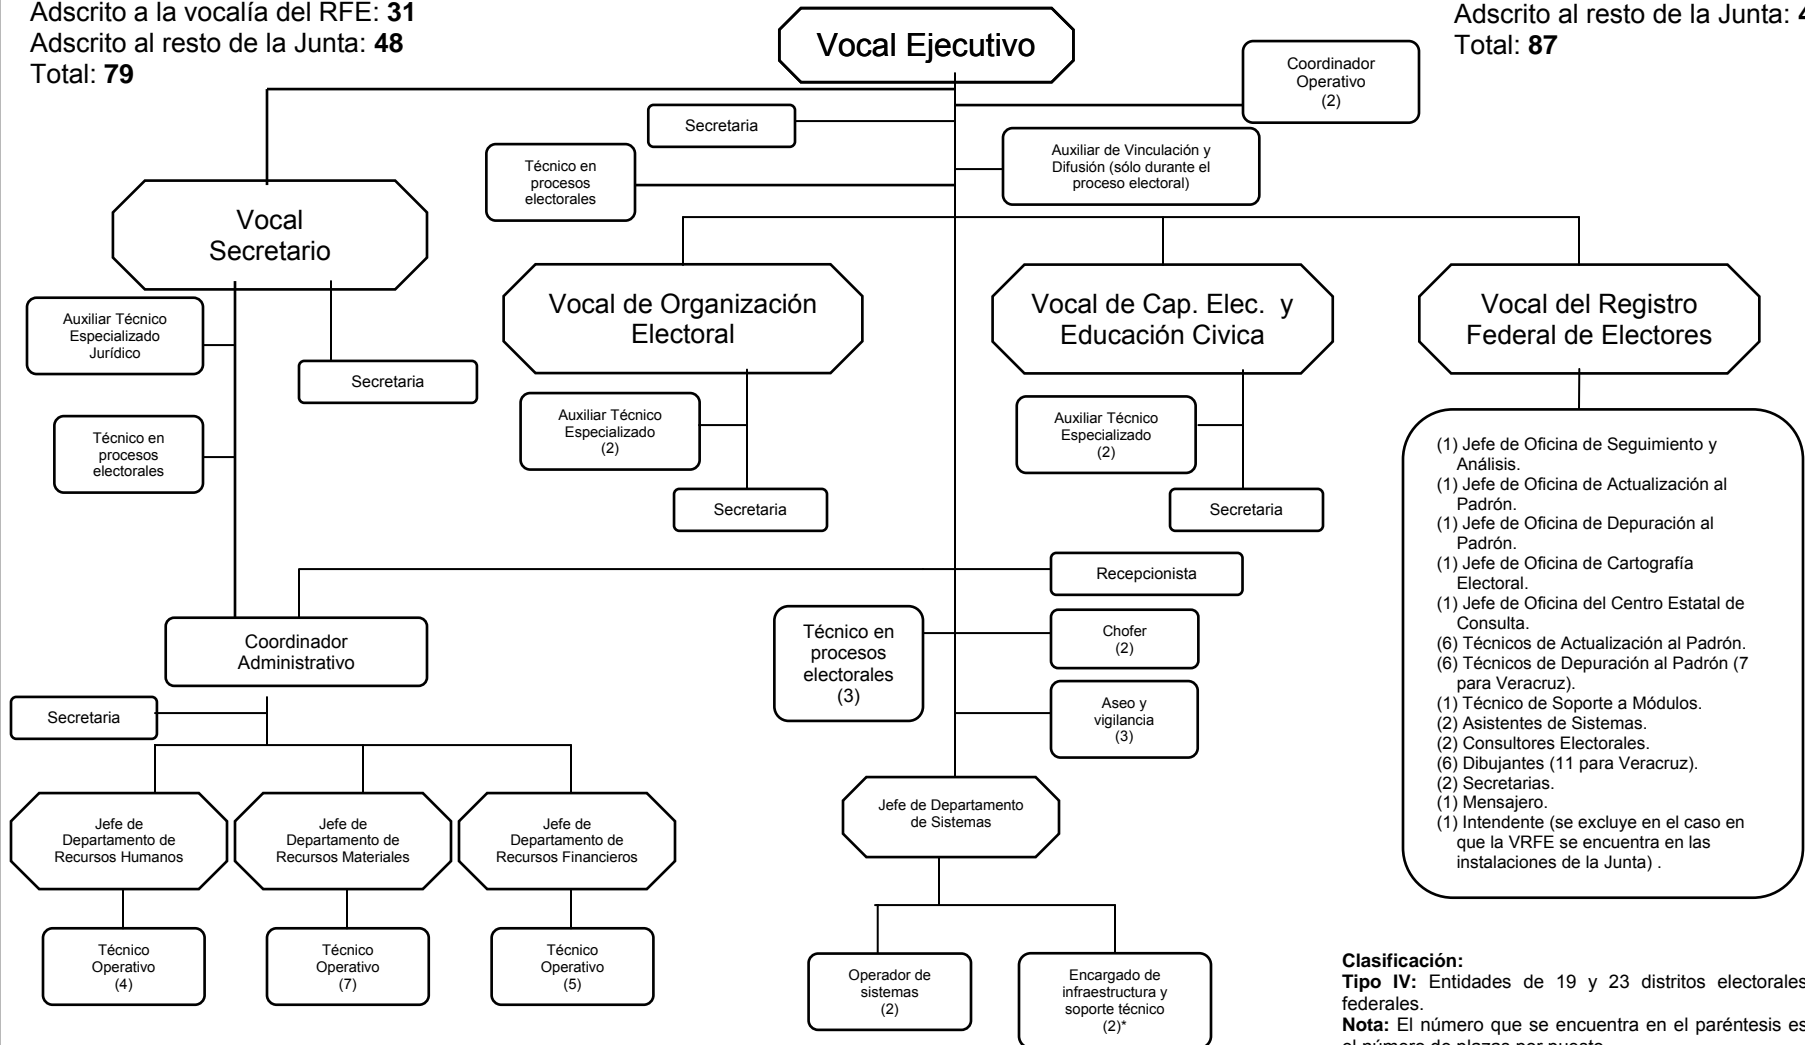 Adscrito a la vocalía del RFE: 31
Adscrito al resto de la Junta: 48
Total: 79
Adscrito al resto de la Junta: 4
Total: 87
Vocal Ejecutivo
Coordinador
Operativo
(2)
Secretaria
Técnico en
procesos
electorales
Auxiliar de Vinculación y
Difusión (sólo durante el
proceso electoral)
Vocal
Secretario
Vocal de Organización
Electoral
Vocal de Cap. Elec. y
Educación Civica
Vocal del Registro
Federal de Electores
Auxiliar Técnico
Especializado
Jurídico
Secretaria
Técnico en
procesos
electorales
Auxiliar Técnico
Especializado
(2)
Secretaria
Auxiliar Técnico
Especializado
(2)
Secretaria
(1) Jefe de Oficina de Seguimiento y
Análisis.
(1) Jefe de Oficina de Actualización al
Padrón.
(1) Jefe de Oficina de Depuración al
Padrón.
(1) Jefe de Oficina de Cartografía
Electoral.
(1) Jefe de Oficina del Centro Estatal de
Consulta.
(6) Técnicos de Actualización al Padrón.
(6) Técnicos de Depuración al Padrón (7
para Veracruz).
(1) Técnico de Soporte a Módulos.
(2) Asistentes de Sistemas.
(2) Consultores Electorales.
(6) Dibujantes (11 para Veracruz).
(2) Secretarias.
(1) Mensajero.
(1) Intendente (se excluye en el caso en
que la VRFE se encuentra en las
instalaciones de la Junta) .
Recepcionista
Coordinador
Administrativo
Técnico en
procesos
electorales
(3)
Chofer
(2)
Aseo y
vigilancia
(3)
Secretaria
Jefe de
Departamento de
Recursos Humanos
Jefe de
Departamento de
Recursos Materiales
Jefe de
Departamento de
Recursos Financieros
Jefe de Departamento
de Sistemas
Técnico
Operativo
(4)
Técnico
Operativo
(7)
Técnico
Operativo
(5)
Operador de
sistemas
(2)
Encargado de
infraestructura y
soporte técnico
(2)*
Clasificación:
Tipo IV: Entidades de 19 y 23 distritos electorales
federales.
Nota: El número que se encuentra en el paréntesis es
el número de plazas por puesto